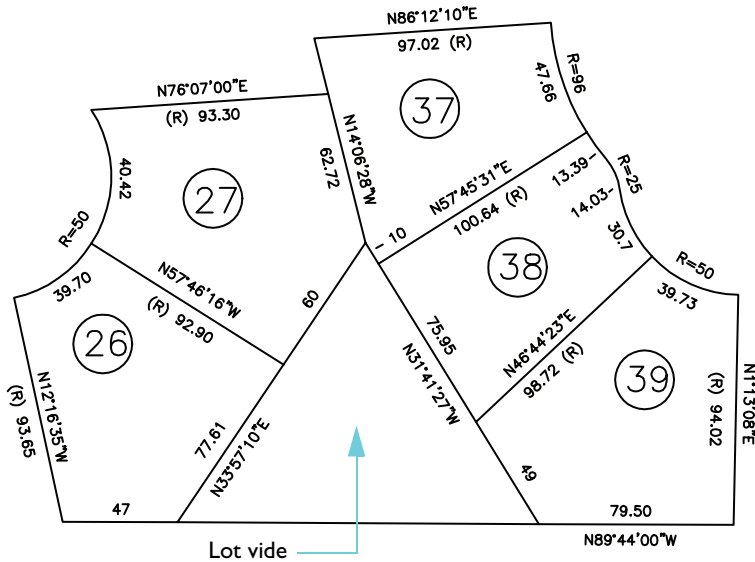 N86°12'10"E
97.02 (R)
R=96
47.66
37
N76°07'00"E
(R) 93.30
N14°06'28"W
62.72
40.42
27
R=50
N57°45'31"E
100.64 (R)
13.39
R=25
14.03
30.7
10
38
R=50
39.73
39.70
N57°46'16"W
(R) 92.90
60
26
75.95
N31°41'27"W
N46°44'23"E
98.72 (R)
39
N1°13'08"E
(R) 94.02
N12°16'35"W
(R) 93.65
77.61
N33°57'10"E
49
47
79.50
N89°44'00"W
Lot vide